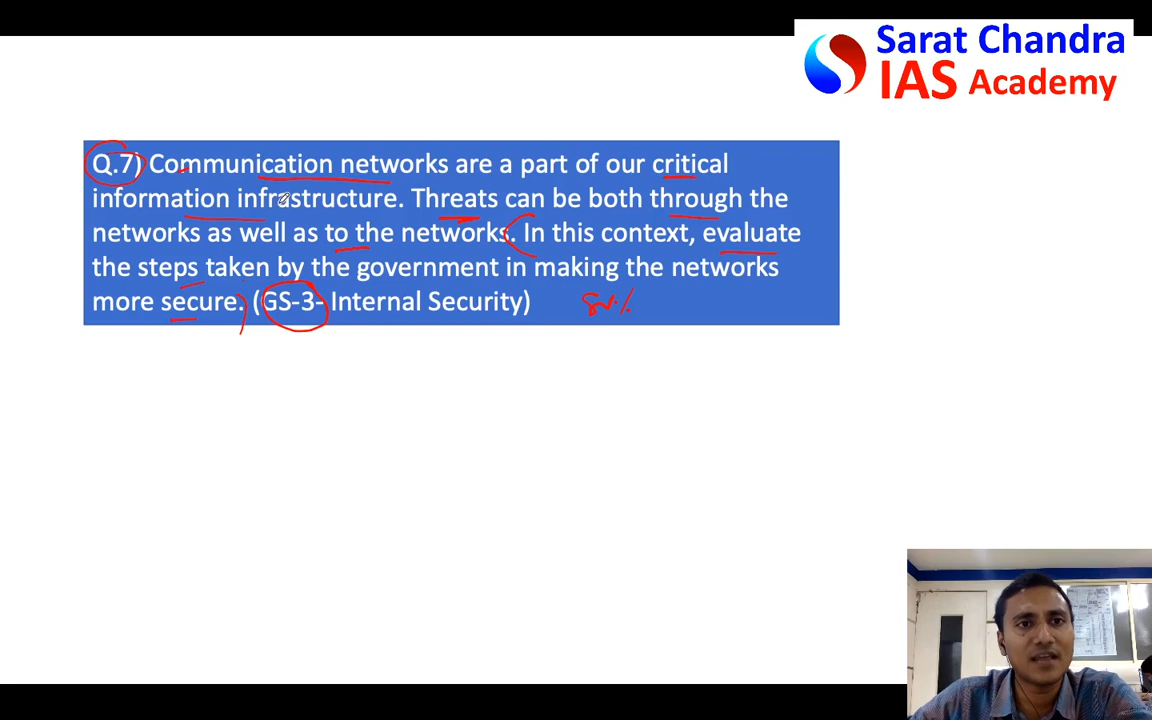 Sarat Chandra
IAS Academy
Q.7) Communication networks are a part of our critical
information infrastructure. Threats can be both through the
networks as well as to the networks. In this context, evaluate
the steps taken by the government in making the networks
more secure. (GS-3- Internal Security)